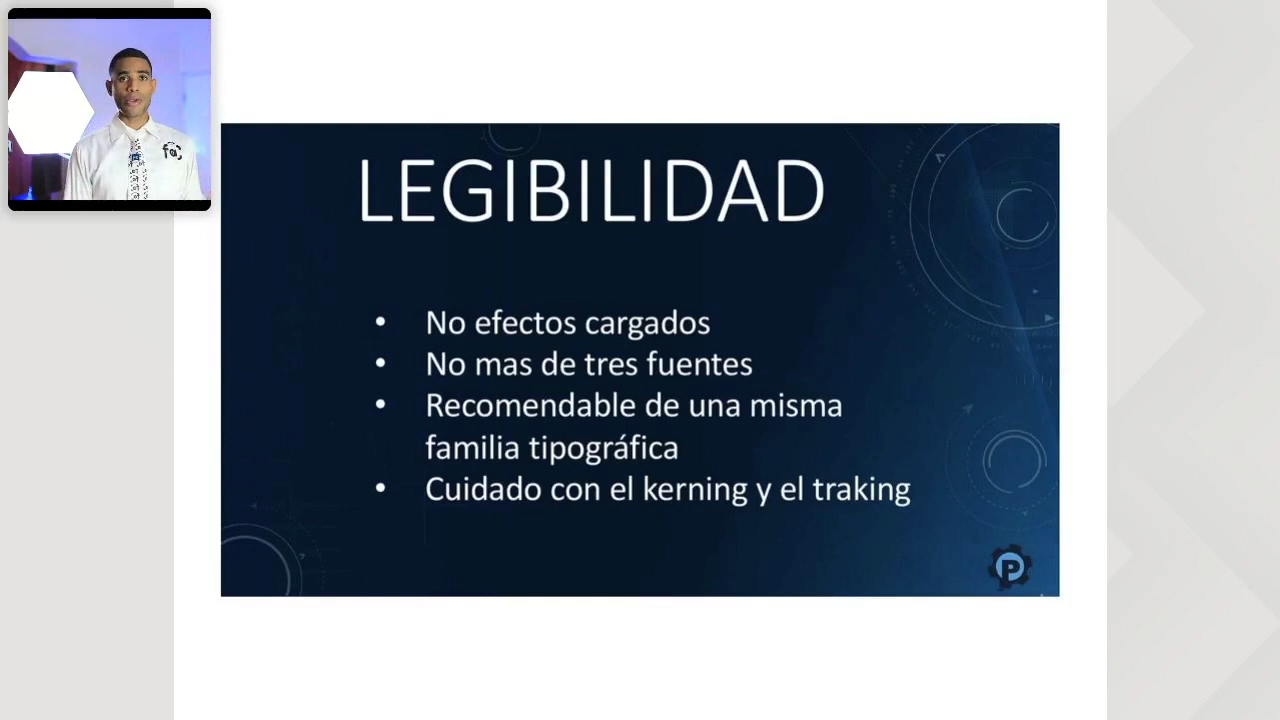 LEGIBILIDAD
• No efectos cargados
• No mas de tres fuentes
• Recomendable de una misma
familia tipográfica
• Cuidado con el kerning y el traking
P